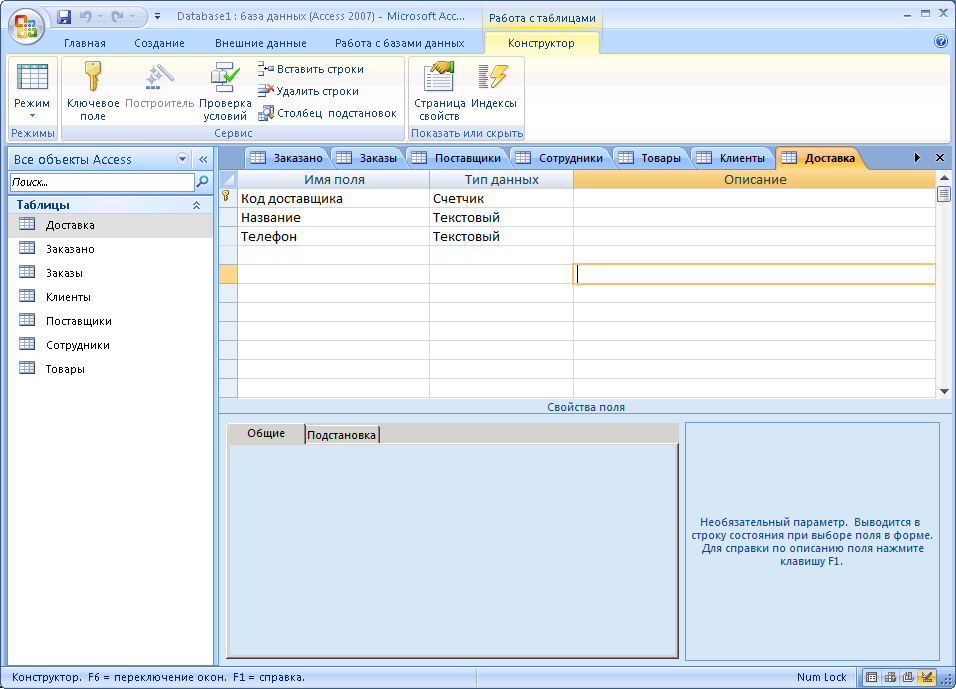 Database1 : база данных (Access 2007) - Microsoft Acc...
Работа с таблицами
Главная
Создание
Внешние данные
Работа с базами данных
Конструктор
Режим
Режимы
Ключевое
поле
Построитель
Проверка
условий
Вставить строки
Удалить строки
Столбец подстановок
Сервис
Страница
свойств
Индексы
Показать или скрыть
Все объекты Access
Поиск...
Таблицы
Доставка
Заказано
Заказы
Клиенты
Поставщики
Сотрудники
Товары
Заказано
Заказы
Поставщики
Сотрудники
Товары
Клиенты
Доставка
Имя поля
Тип данных
Описание
Код доставщика
Счетчик
Название
Текстовый
Телефон
Текстовый
Свойства поля
Общие
Подстановка
Необязательный параметр. Выводится в
строку состояния при выборе поля в форме.
Для справки по описанию поля нажмите
клавишу F1.
Конструктор. F6 = переключение окон. F1 = справка.
Num Lock